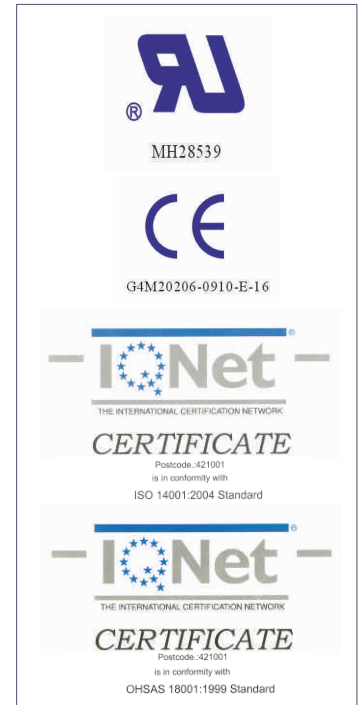 RU
®
MH28539
CE
G4M20206-0910-E-16
®
IQNet
THE INTERNATIONAL CERTIFICATION NETWORK
CERTIFICATE
Postcode.:421001
is in conformity with
ISO 14001:2004 Standard
®
IQNet
THE INTERNATIONAL CERTIFICATION NETWORK
CERTIFICATE
Postcode.:421001
is in conformity with
OHSAS 18001:1999 Standard